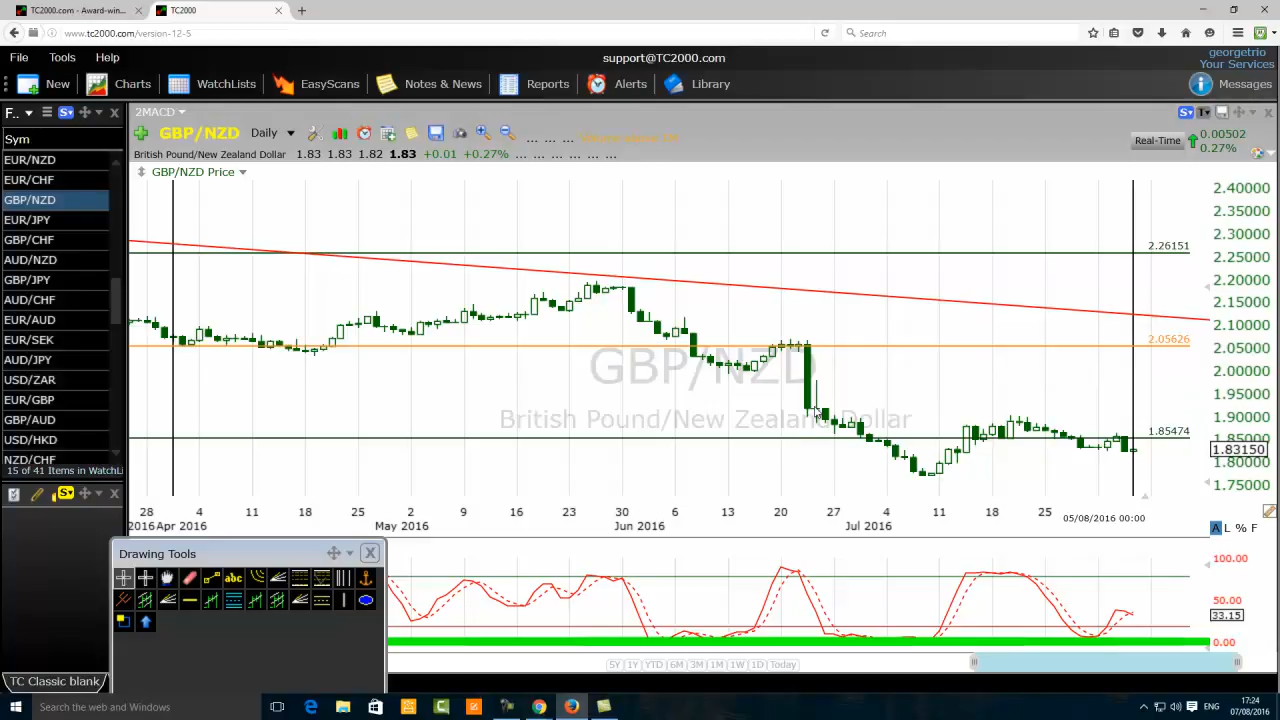 TC2000.com - Award-win...
TC2000
www.tc2000.com/version-12-5
Search
File Tools Help
support@TC2000.com
georgetrio
Your Services
New
Charts
WatchLists
EasyScans
Notes & News
Reports
Alerts
Library
Messages
F..
2MACD
Sym
GBP/NZD
Daily
British Pound/New Zealand Dollar 1.83 1.83 1.82 1.83 +0.01 +0.27% ... ... ... ... ...
Real-Time
0.00502
0.27%
GBP/NZD Price
EUR/NZD
EUR/CHF
GBP/NZD
EUR/JPY
GBP/CHF
AUD/NZD
GBP/JPY
AUD/CHF
EUR/AUD
EUR/SEK
AUD/JPY
USD/ZAR
EUR/GBP
GBP/AUD
USD/HKD
NZD/CHF
15 of 41 Items in WatchLi
2.40000
2.35000
2.30000
2.26151
2.25000
2.20000
2.15000
2.10000
2.05626
2.05000
2.00000
1.95000
1.90000
1.85474
1.85000
1.83150
1.80000
1.75000
GBP/NZD
British Pound/New Zealand Dollar
28 4 11 18 25 2 9 16 23 30 6 13 20 27 4 11 18 25
2016 Apr 2016 May 2016 Jun 2016 Jul 2016
05/08/2016 00:00
A L % F
Drawing Tools
abc
100.00
50.00
33.15
0.00
5Y 1Y YTD 6M 3M 1M 1W 1D Today
TC Classic blank
Search the web and Windows
ENG
17:24
07/08/2016